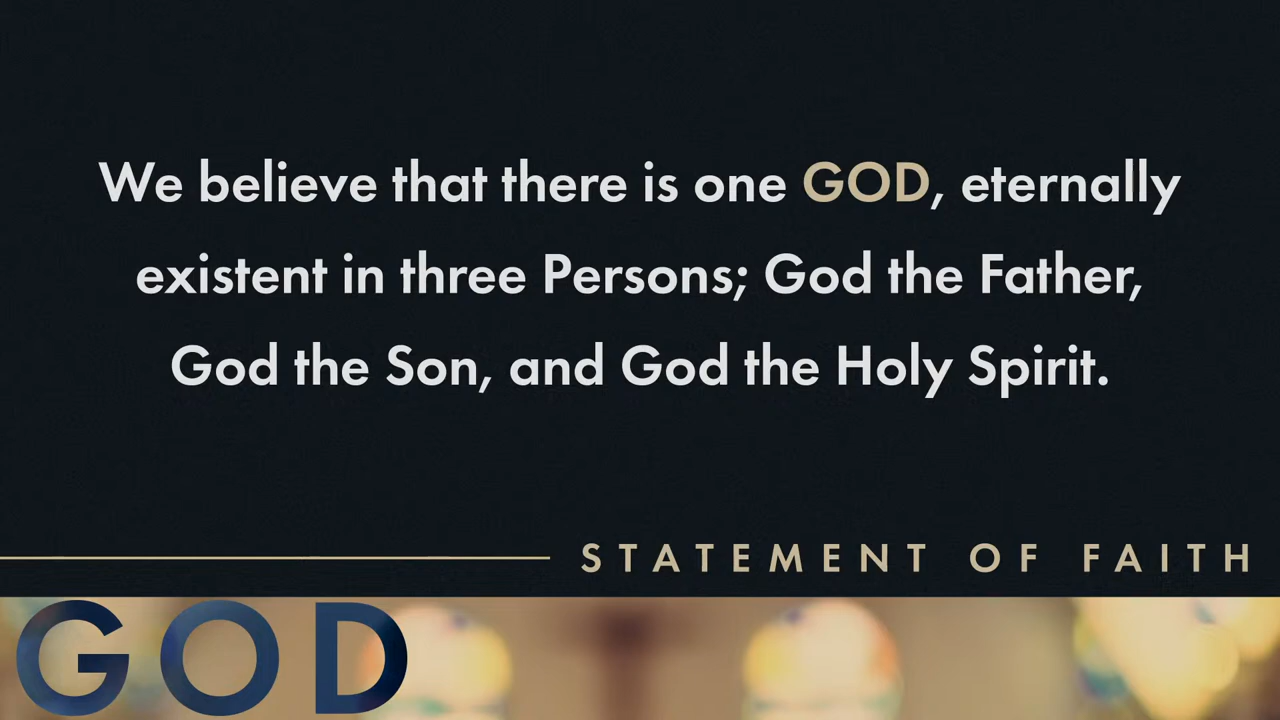 We believe that there is one GOD, eternally
existent in three Persons; God the Father,
God the Son, and God the Holy Spirit.
STATEMENT OF FAITH
GOD